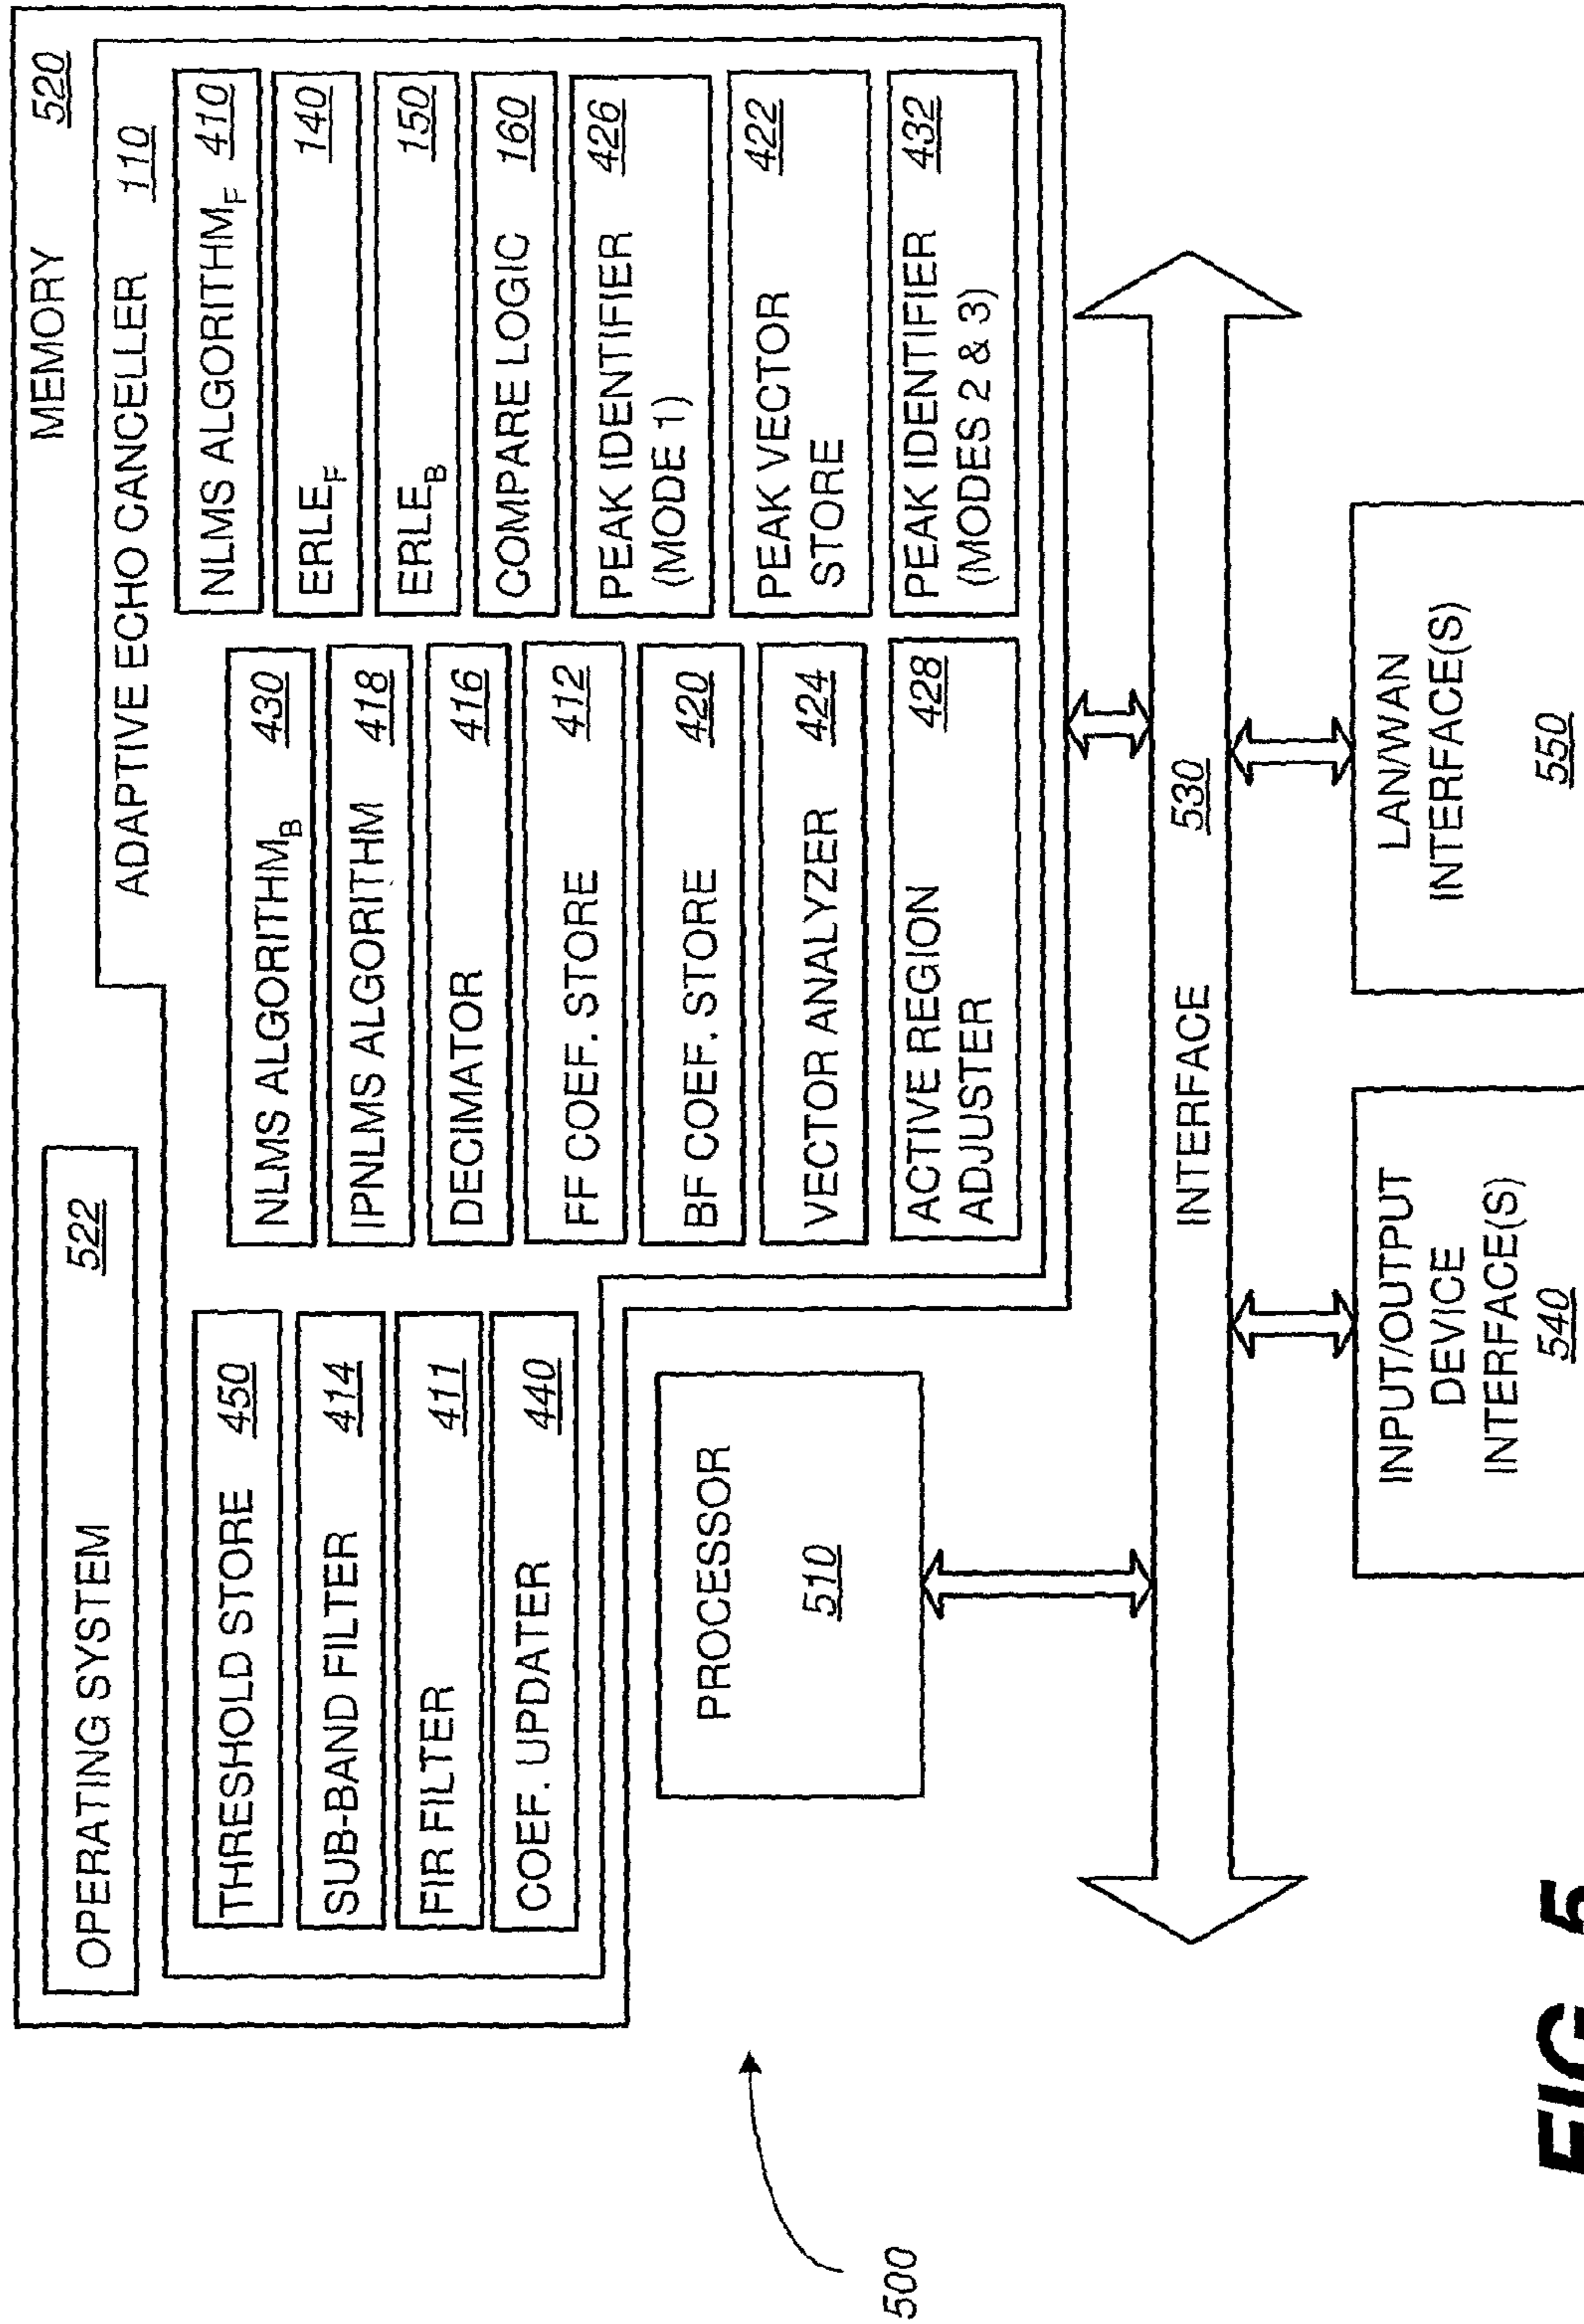 MEMORY 520
OPERATING SYSTEM 522
ADAPTIVE ECHO CANCELLER 110
THRESHOLD STORE 450
SUB-BAND FILTER 414
FIR FILTER 411
COEF. UPDATER 440
NLMS ALGORITHMB 430
IPNLMS ALGORITHM 418
DECIMATOR 416
FF COEF. STORE 412
BF COEF. STORE 420
VECTOR ANALYZER 424
ACTIVE REGION 428
ADJUSTER
NLMS ALGORITHMF 410
ERLEF 140
ERLEB 150
COMPARE LOGIC 160
PEAK IDENTIFIER 426
(MODE 1)
PEAK VECTOR 422
STORE
PEAK IDENTIFIER 432
(MODES 2 & 3)
PROCESSOR
510
INTERFACE 530
INPUT/OUTPUT
DEVICE
INTERFACE(S)
540
LAN/WAN
INTERFACE(S)
550
500
FIG. 5